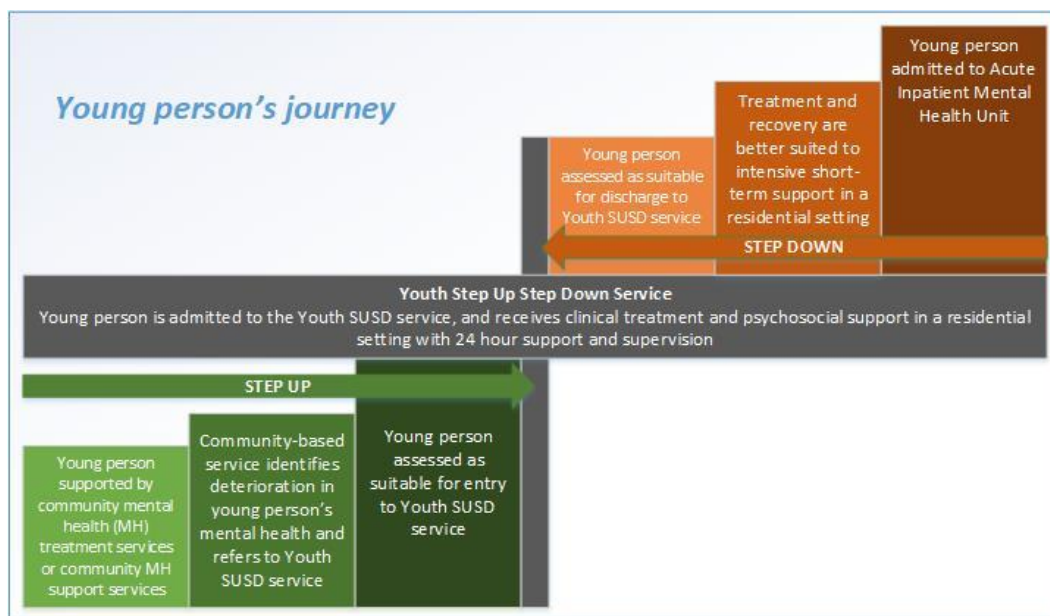 Young person's journey
Young person
admitted to Acute
Inpatient Mental
Health Unit
Treatment and
recovery are
better suited to
intensive short-
term support in a
residential setting
Young person
assessed as suitable
for discharge to
Youth SUSD service
STEP DOWN
Youth Step Up Step Down Service
Young person is admitted to the Youth SUSD service, and receives clinical treatment and psychosocial support in a residential
setting with 24 hour support and supervision
STEP UP
Young person
supported by
community mental
health (MH)
treatment services
or community MH
support services
Community-based
service identifies
deterioration in
young person's
mental health and
refers to Youth
SUSD service
Young person
assessed as
suitable for entry
to Youth SUSD
service